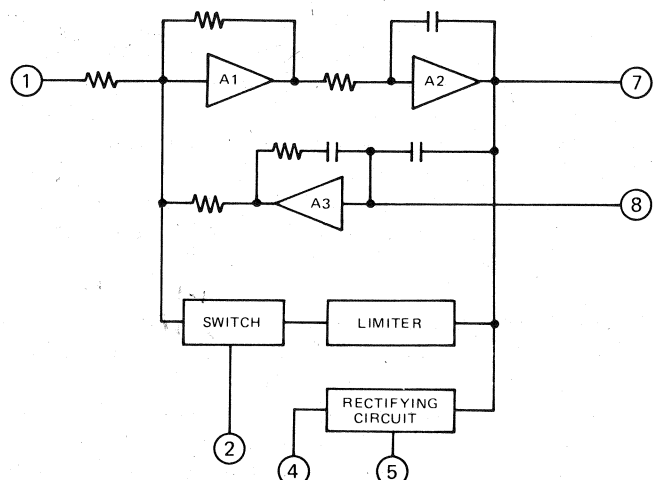 1
A1
A2
7
A3
8
SWITCH
LIMITER
RECTIFYING
CIRCUIT
2
4
5